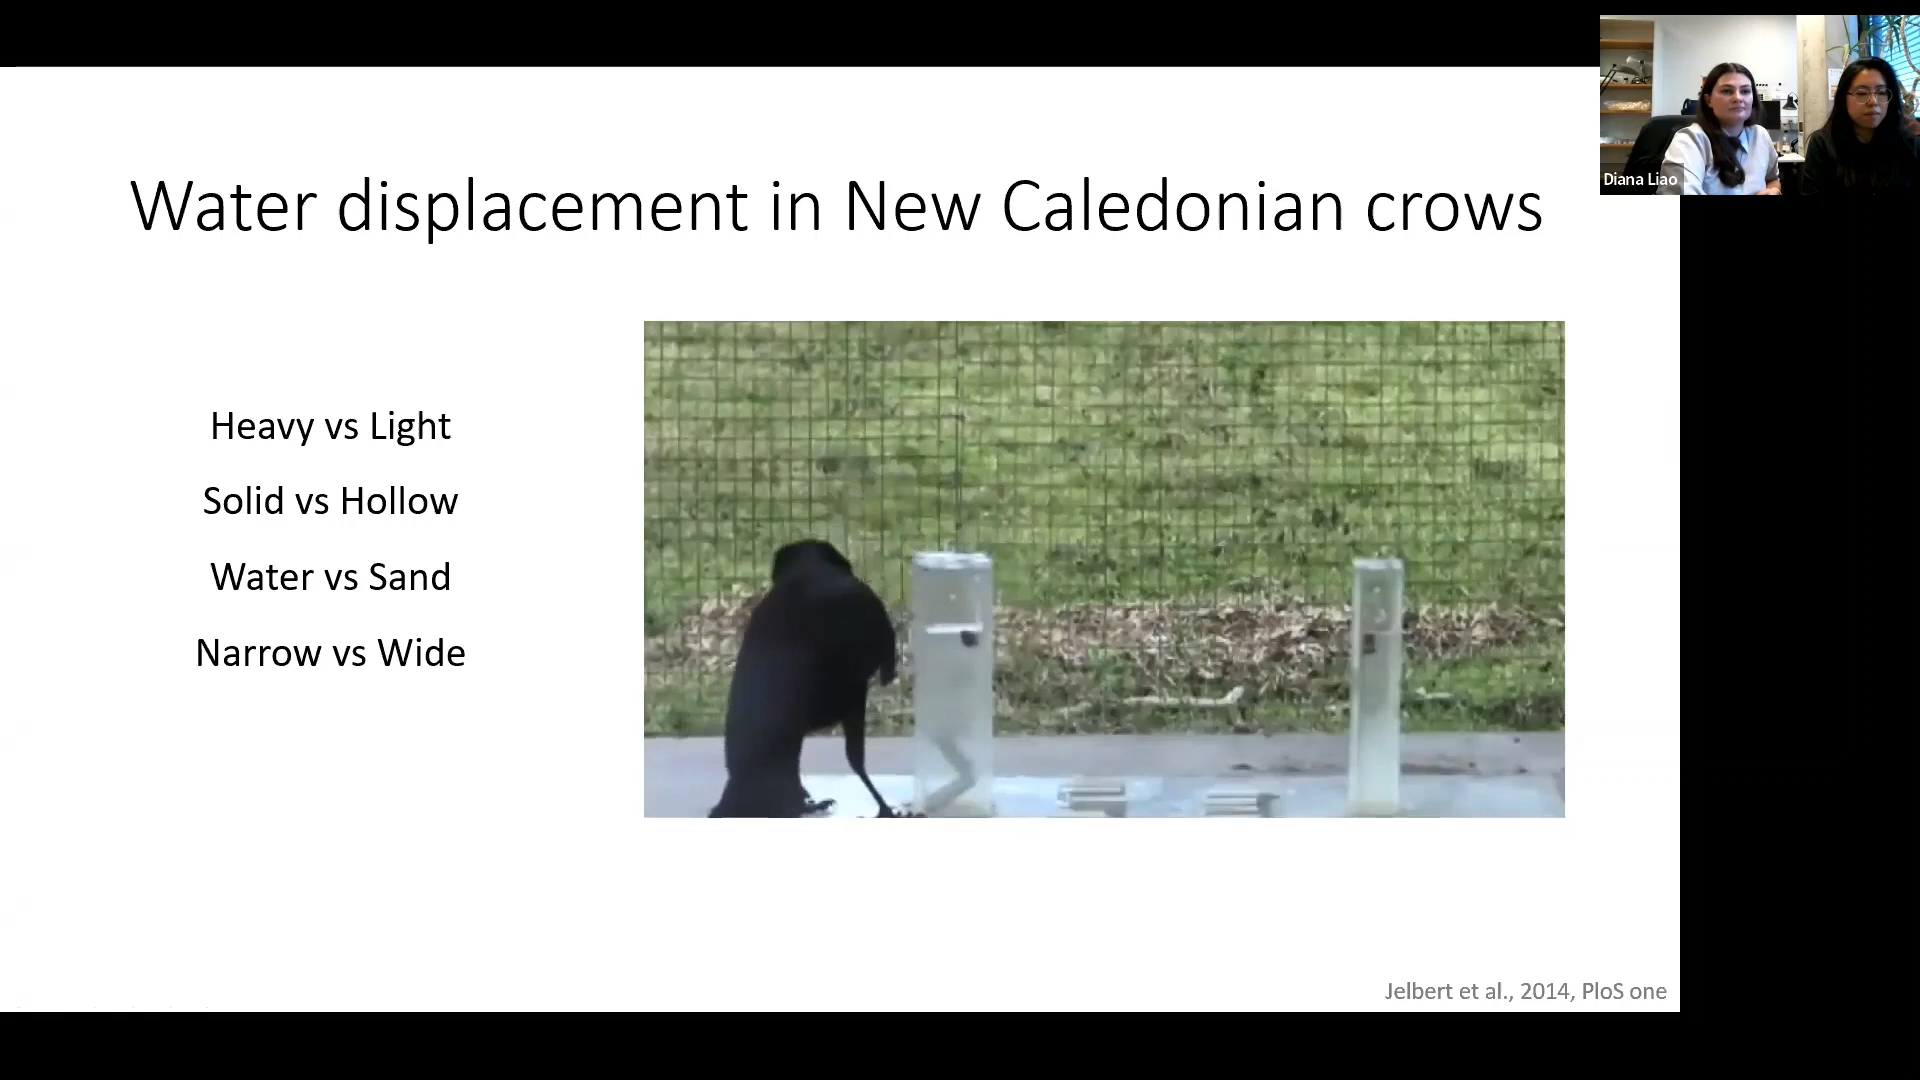 Diana Liao
Water displacement in New Caledonian crows
Heavy vs Light
Solid vs Hollow
Water vs Sand
Narrow vs Wide
Jelbert et al., 2014, PloS one